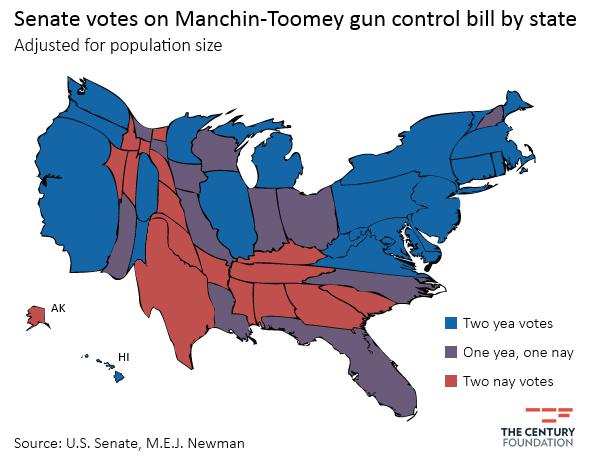 Senate votes on Manchin-Toomey gun control bill by state
Adjusted for population size
AK
HI
Two yea votes
One yea, one nay
Two nay votes
Source: U.S. Senate, M.E.J. Newman
THE CENTURY
FOUNDATION